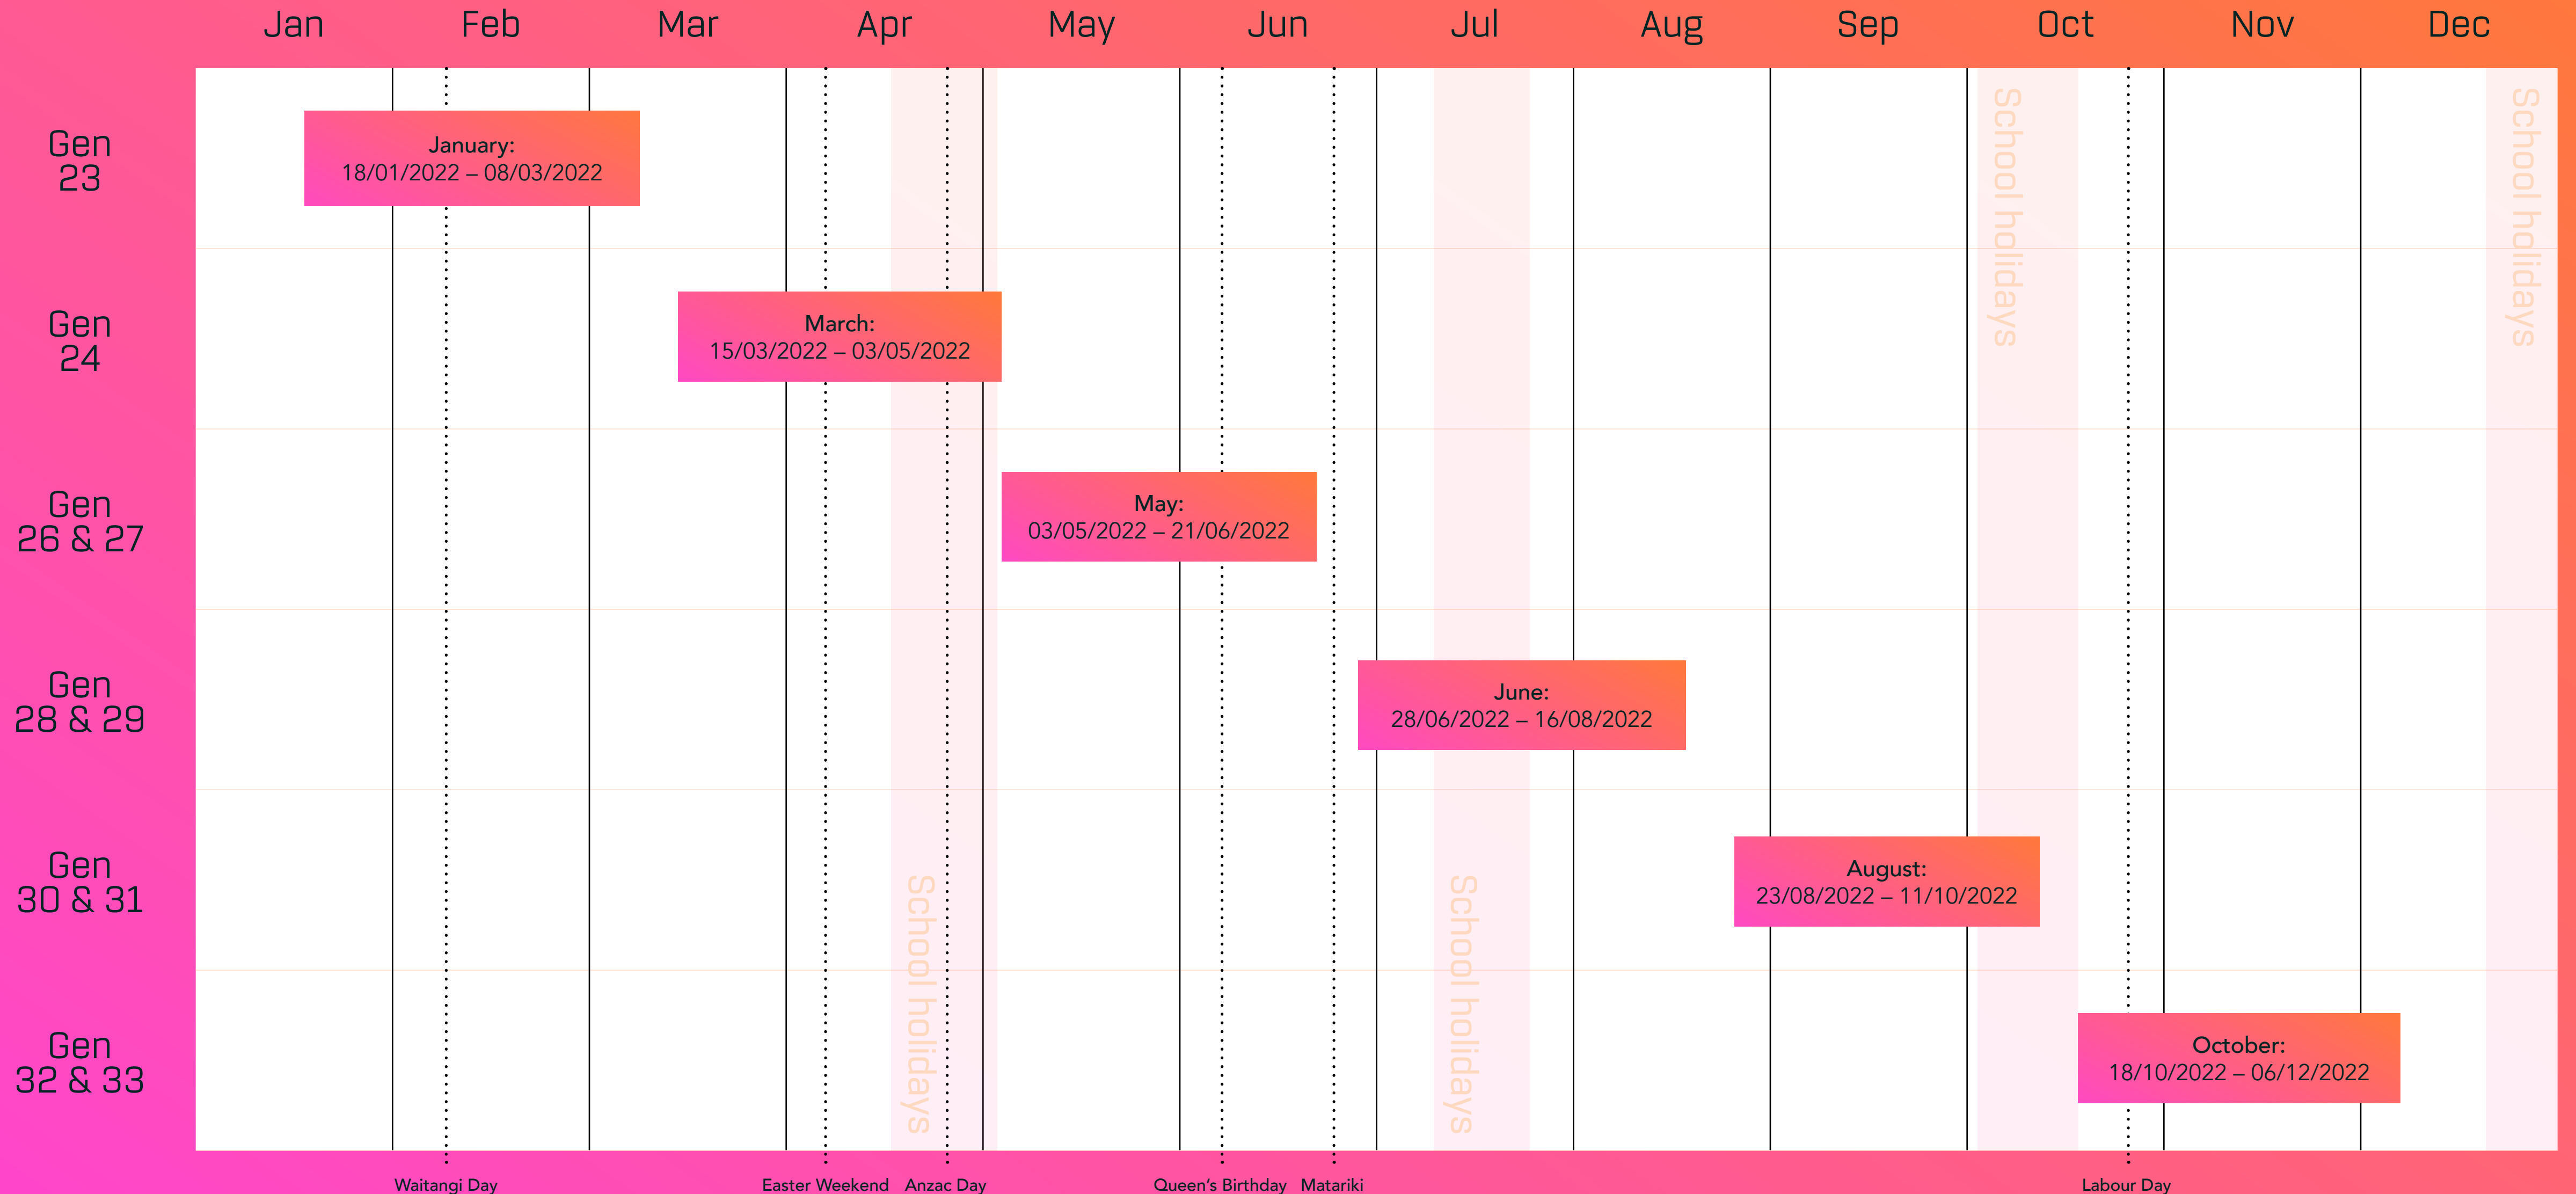 Jan Feb Mar Apr May Jun Jul Aug Sep Oct Nov Dec
Gen
23
January:
18/01/2022 – 08/03/2022
Gen
24
March:
15/03/2022 – 03/05/2022
Gen
26 & 27
May:
03/05/2022 – 21/06/2022
Gen
28 & 29
June:
28/06/2022 – 16/08/2022
Gen
30 & 31
August:
23/08/2022 – 11/10/2022
Gen
32 & 33
October:
18/10/2022 – 06/12/2022
School holidays
School holidays
School holidays
School holidays
Waitangi Day Easter Weekend Anzac Day Queen’s Birthday Matariki Labour Day